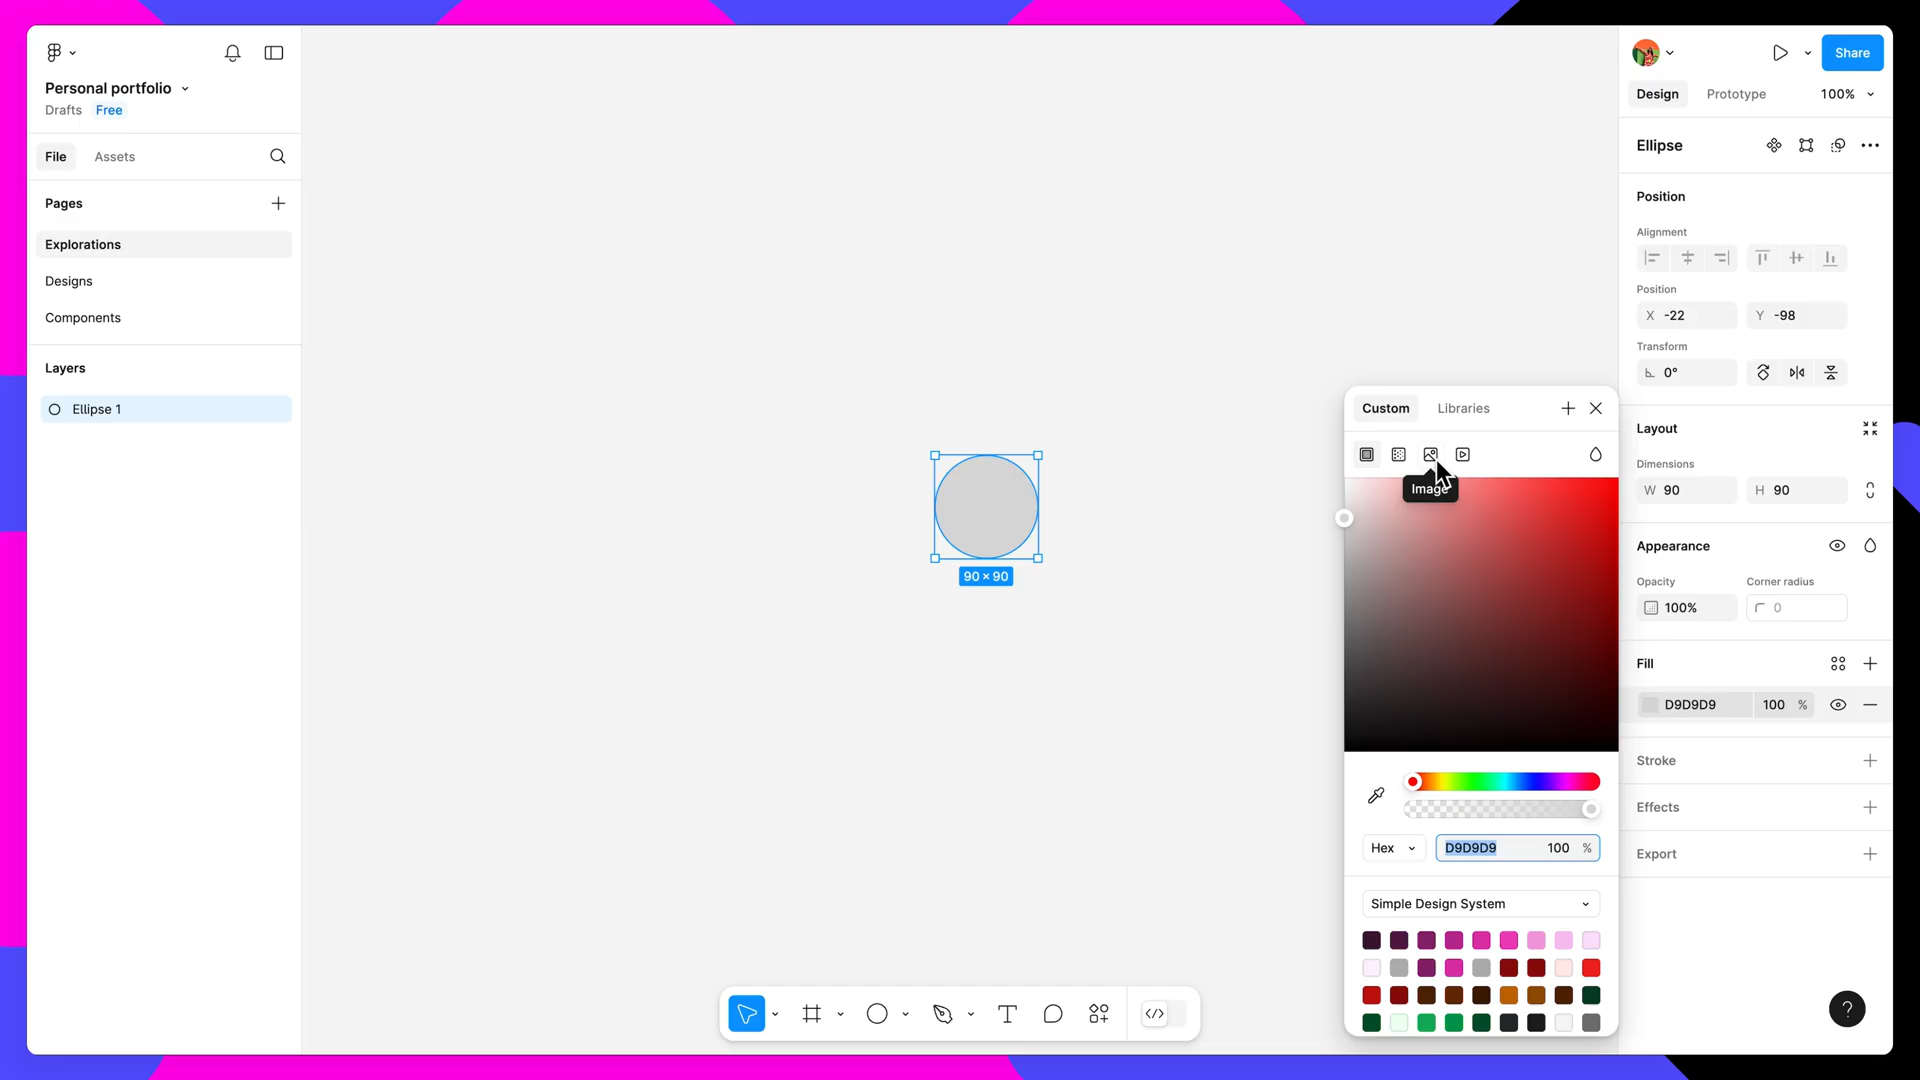 Personal portfolio
Drafts Free
File Assets
Pages
Explorations
Designs
Components
Layers
Ellipse 1
90 × 90
Custom Libraries
Image
Hex D9D9D9 100 %
Simple Design System
Share
Design Prototype 100%
Ellipse
Position
Alignment
Position
X -22 Y -98
Transform
0°
Layout
Dimensions
W 90 H 90
Appearance
Opacity Corner radius
100% 0
Fill
D9D9D9 100 %
Stroke
Effects
Export
?